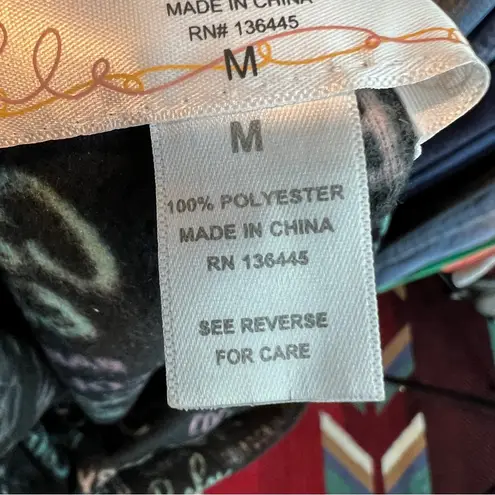 MADE IN CHINA
RN# 136445
M
M
100% POLYESTER
MADE IN CHINA
RN 136445
SEE REVERSE
FOR CARE